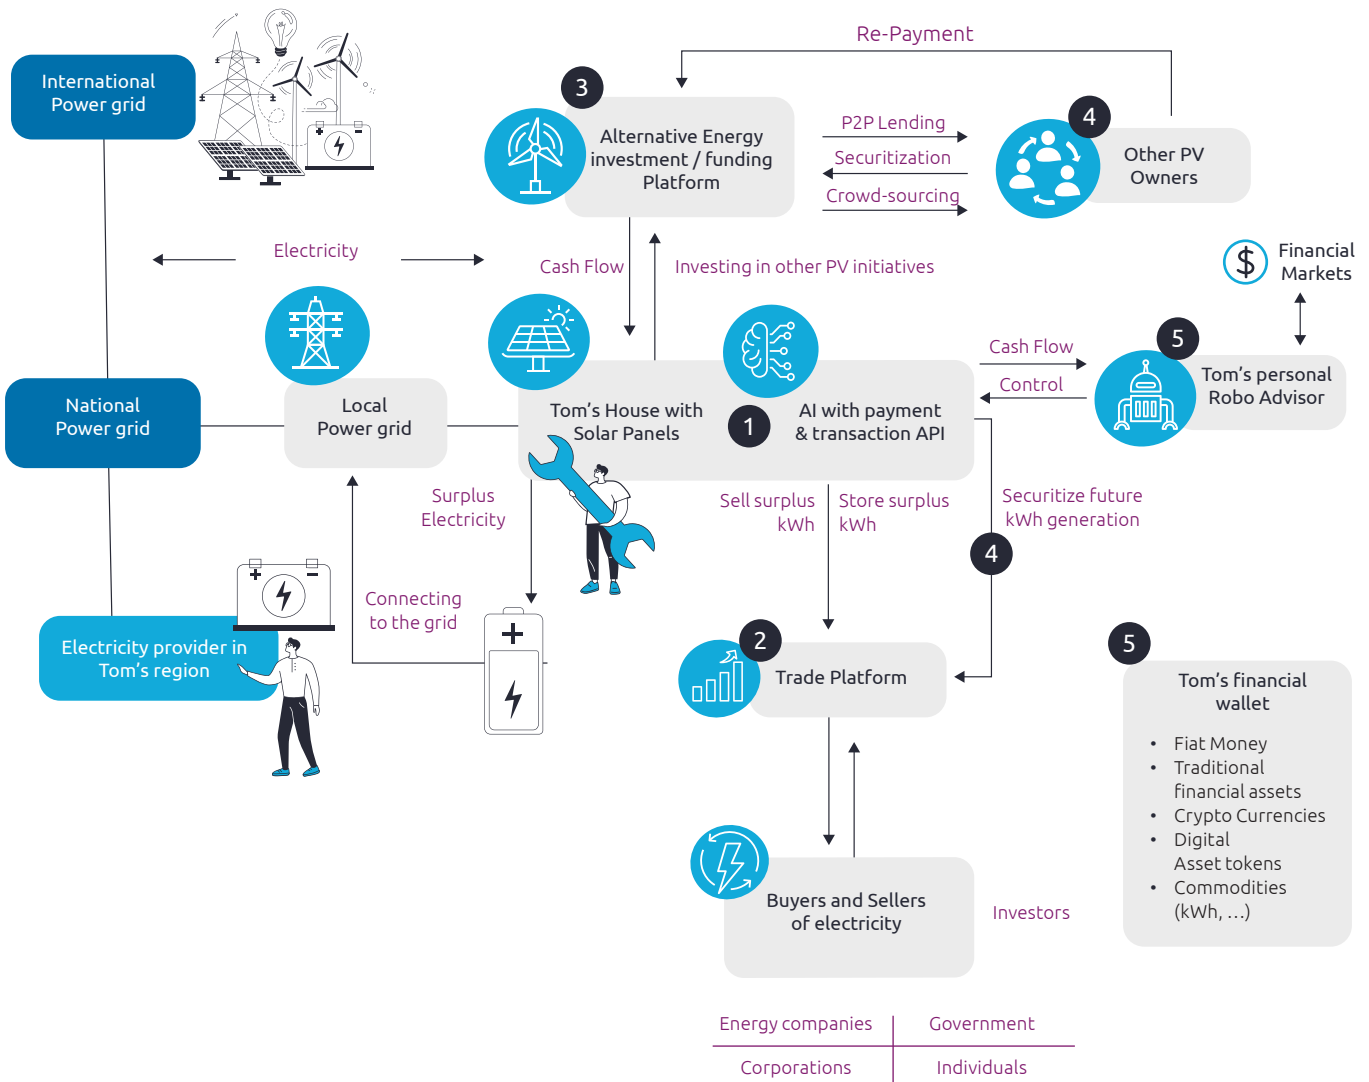 Re-Payment
International
Power grid
3
Alternative Energy
investment / funding
Platform
P2P Lending
Securitization
Crowd-sourcing
4
Other PV
Owners
Electricity
Cash Flow
Investing in other PV initiatives
$
Financial
Markets
National
Power grid
Local
Power grid
Tom's House with
Solar Panels
1
AI with payment
& transaction API
Cash Flow
Control
5
Tom's personal
Robo Advisor
Surplus
Electricity
Sell surplus
kWh
Store surplus
kWh
Securitize future
kWh generation
4
Connecting
to the grid
Electricity provider in
Tom's region
2
Trade Platform
5
Tom's financial
wallet
• Fiat Money
• Traditional
financial assets
• Crypto Currencies
• Digital
Asset tokens
• Commodities
(kWh, …)
Buyers and Sellers
of electricity
Investors
Energy companies
Government
Corporations
Individuals